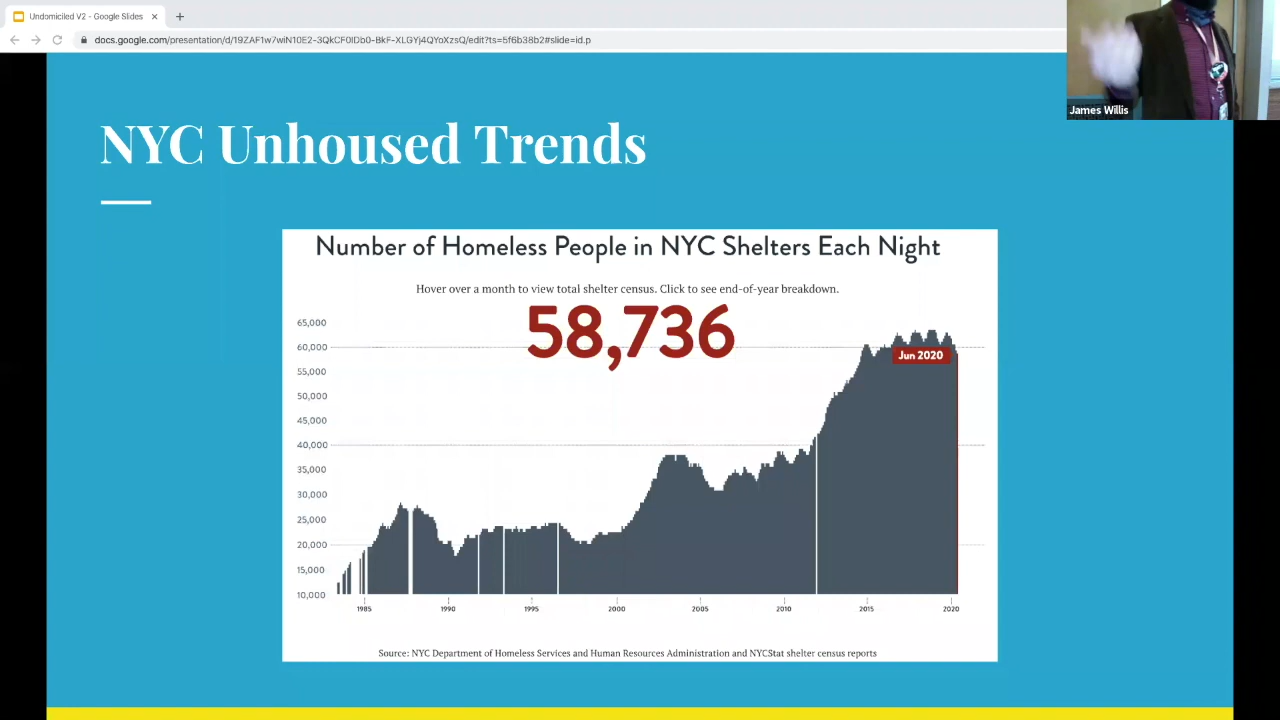 Undomiciled V2 - Google Slides
docs.google.com/presentation/d/19ZAF1w7wiN10E2-3QkCF0IDb0-BkF-XLGYj4QYoXzsQ/edit?ts=5f6b38b2#slide=id.p
James Willis
NYC Unhoused Trends
Number of Homeless People in NYC Shelters Each Night
Hover over a month to view total shelter census. Click to see end-of-year breakdown.
58,736
65,000
60,000
Jun 2020
55,000
50,000
45,000
40,000
35,000
30,000
25,000
20,000
15,000
10,000
1985 1990 1995 2000 2005 2010 2015 2020
Source: NYC Department of Homeless Services and Human Resources Administration and NYCStat shelter census reports